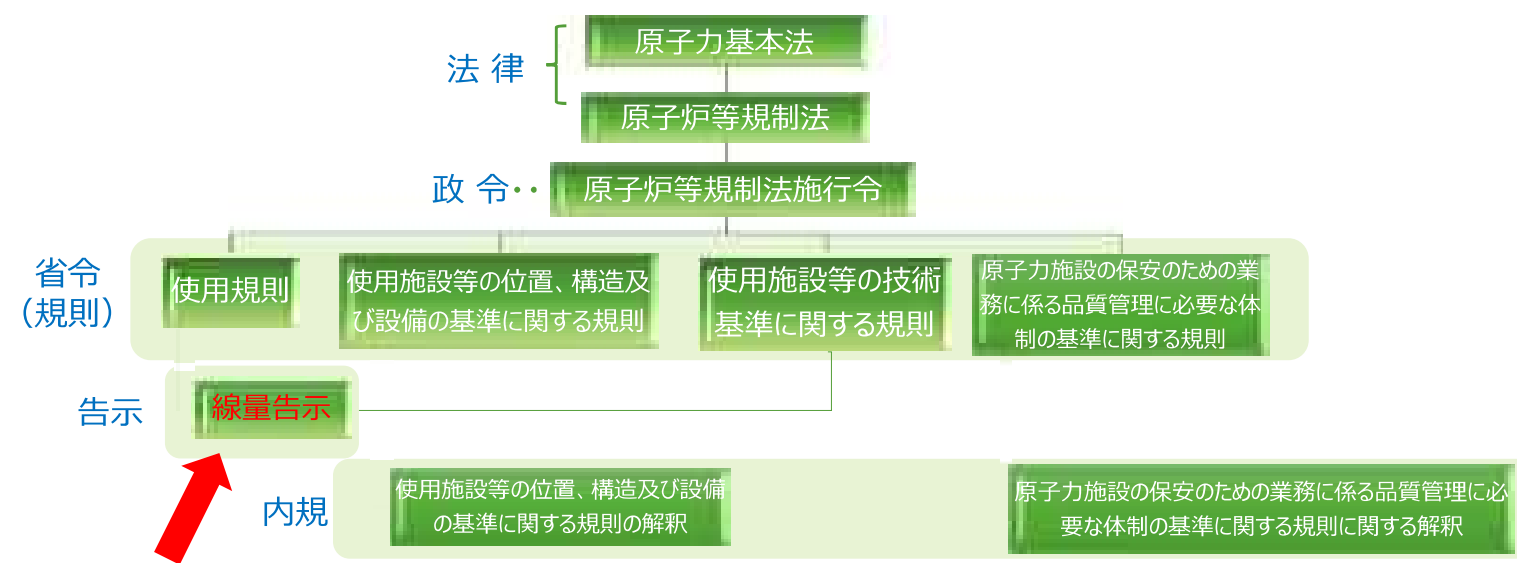 原子力基本法
法 律
原子炉等規制法
政 令‥
原子炉等規制法施行令
省令
（規則）
使用規則
使用施設等の位置、構造及
び設備の基準に関する規則
使用施設等の技術
基準に関する規則
原子力施設の保安のための業
務に係る品質管理に必要な体
制の基準に関する規則
告示
線量告示
内規
使用施設等の位置、構造及び設備
の基準に関する規則の解釈
原子力施設の保安のための業務に係る品質管理に必
要な体制の基準に関する規則に関する解釈